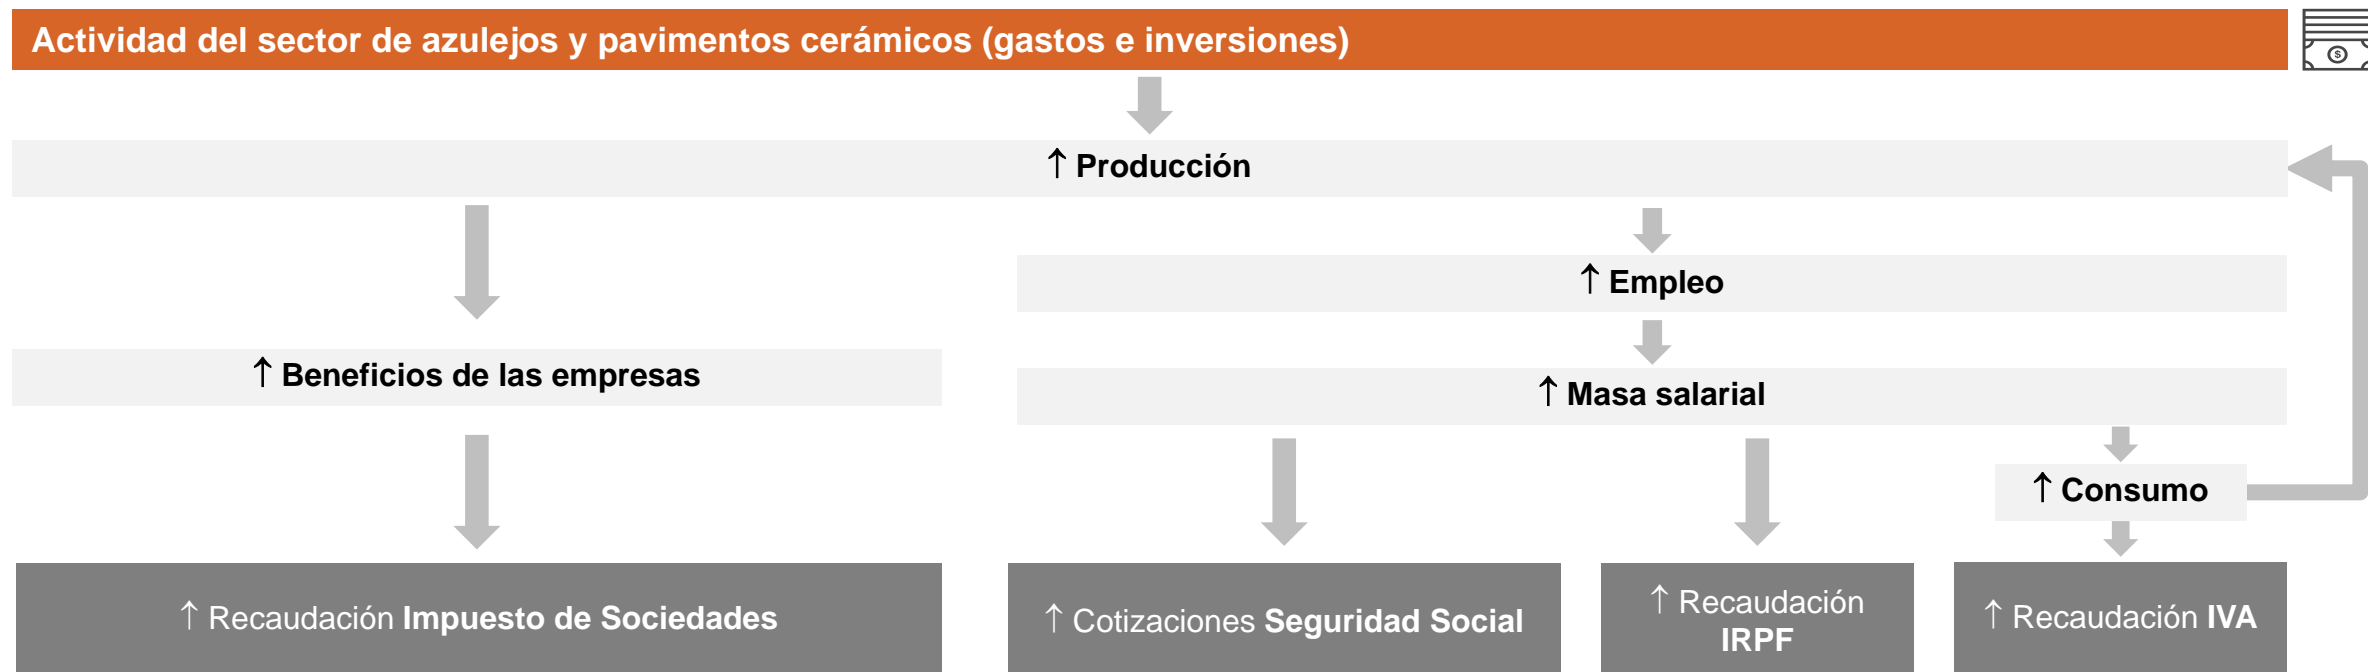 Actividad del sector de azulejos y pavimentos cerámicos (gastos e inversiones)
$
↑ Producción
↑ Empleo
↑ Beneficios de las empresas
↑ Masa salarial
↑ Consumo
↑ Recaudación Impuesto de Sociedades
↑ Cotizaciones Seguridad Social
↑ Recaudación
IRPF
↑ Recaudación IVA